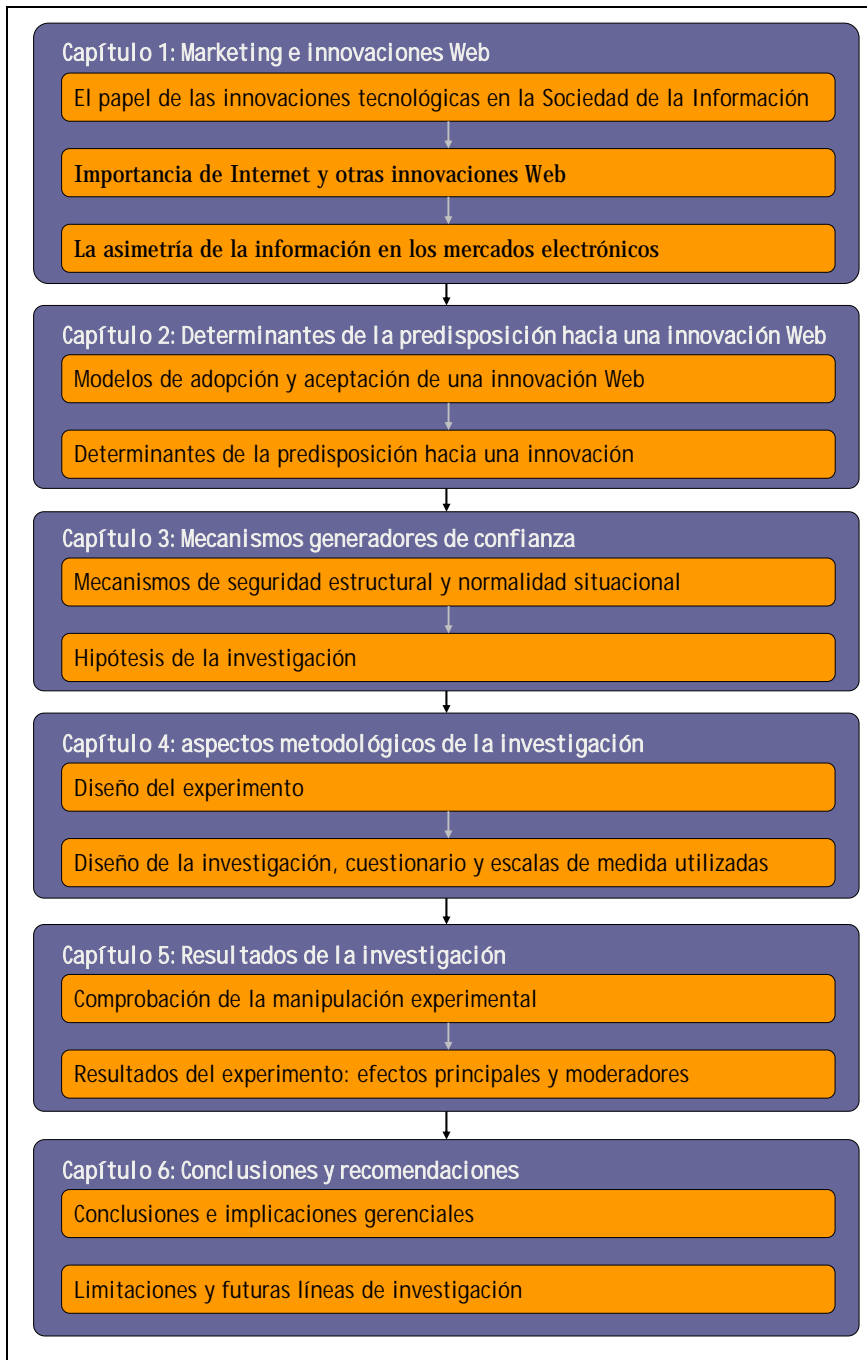 Capítulo 1: Marketing e innovaciones Web
El papel de las innovaciones tecnológicas en la Sociedad de la Información
Importancia de Internet y otras innovaciones Web
La asimetría de la información en los mercados electrónicos
Capítulo 2: Determinantes de la predisposición hacia una innovación Web
Modelos de adopción y aceptación de una innovación Web
Determinantes de la predisposición hacia una innovación
Capítulo 3: Mecanismos generadores de confianza
Mecanismos de seguridad estructural y normalidad situacional
Hipótesis de la investigación
Capítulo 4: aspectos metodológicos de la investigación
Diseño del experimento
Diseño de la investigación, cuestionario y escalas de medida utilizadas
Capítulo 5: Resultados de la investigación
Comprobación de la manipulación experimental
Resultados del experimento: efectos principales y moderadores
Capítulo 6: Conclusiones y recomendaciones
Conclusiones e implicaciones gerenciales
Limitaciones y futuras líneas de investigación